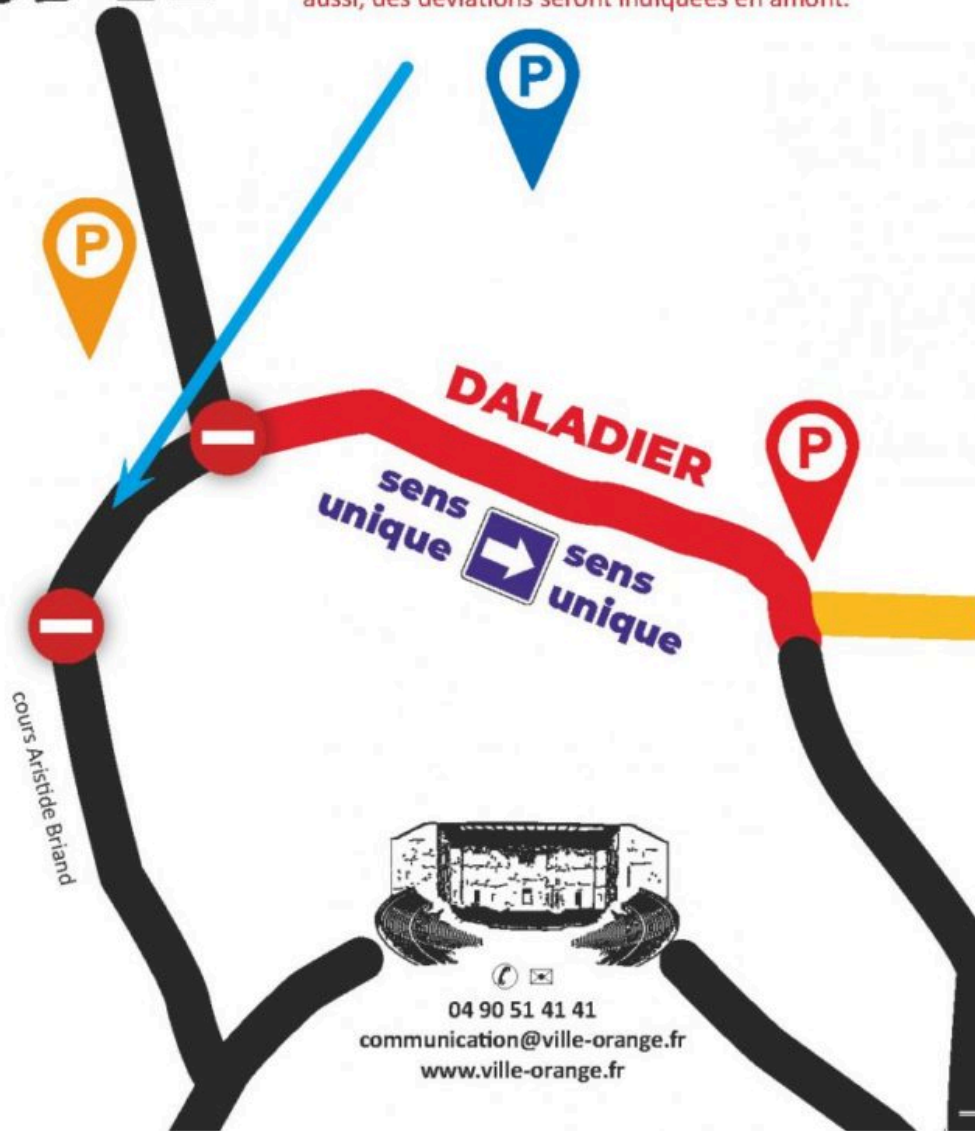 aussi, des déviations seront indiquées en amont.
P
P
DALADIER
P
sens
unique
sens
unique
cours Aristide Briand
04 90 51 41 41
communication@ville-orange.fr
www.ville-orange.fr